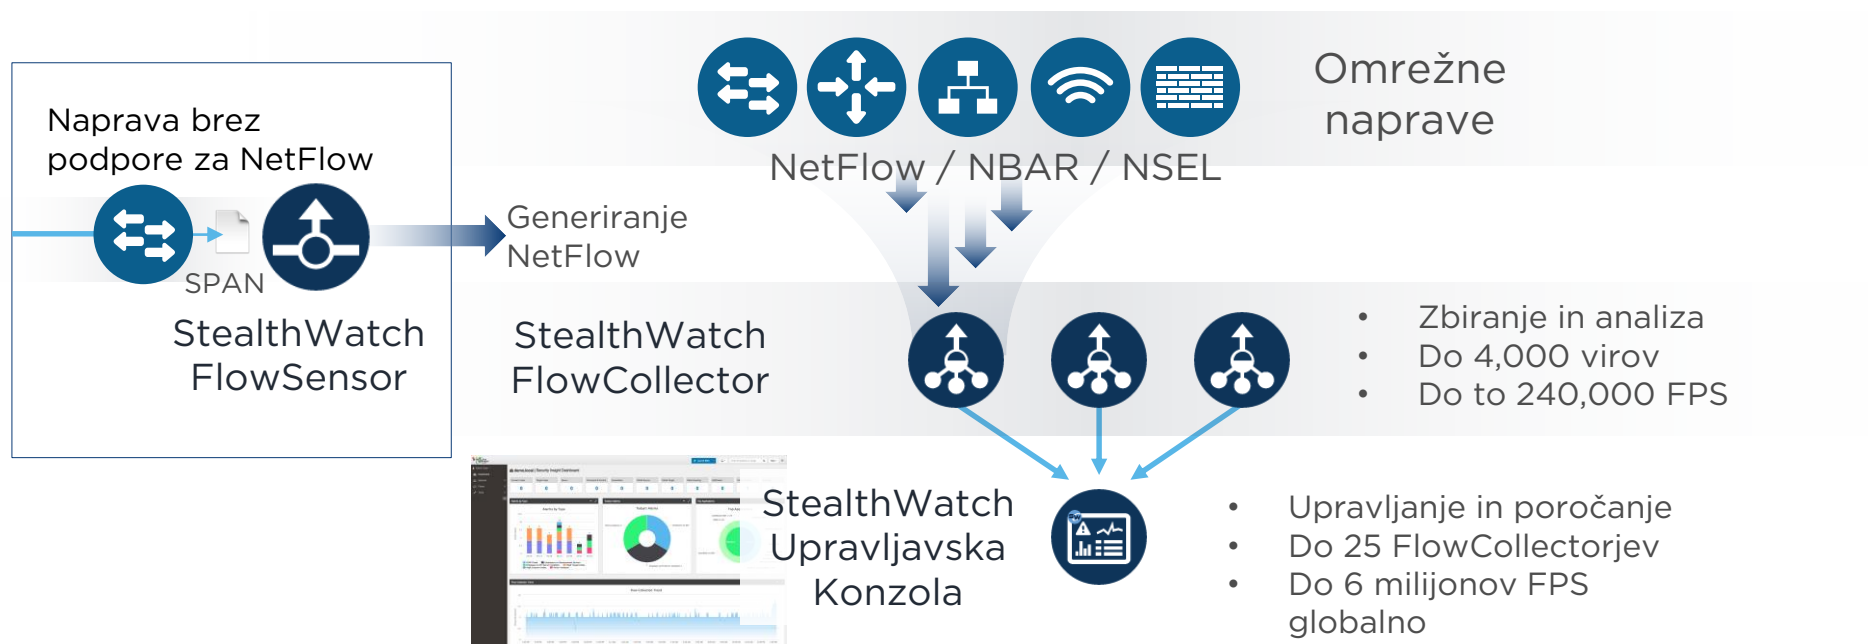 Naprava brez
podpore za NetFlow
SPAN
StealthWatch
FlowSensor
Generiranje
NetFlow
Omrežne
naprave
NetFlow / NBAR / NSEL
StealthWatch
FlowCollector
• Zbiranje in analiza
• Do 4,000 virov
• Do to 240,000 FPS
StealthWatch
Upravljavska
Konzola
• Upravljanje in poročanje
• Do 25 FlowCollectorjev
• Do 6 milijonov FPS
globalno